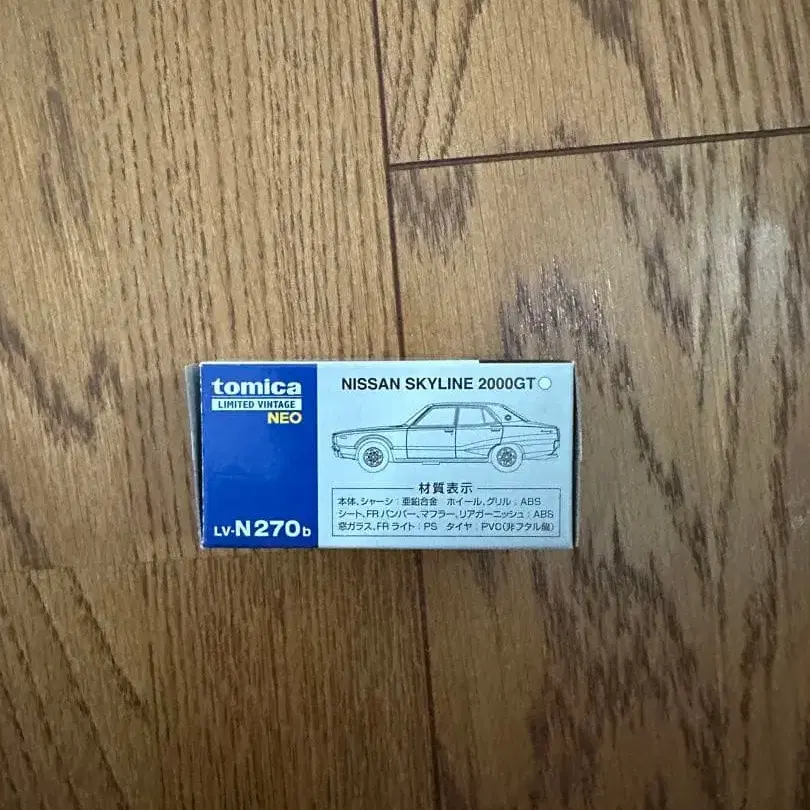 tomica
LIMITED VINTAGE
NEO
LV-N270b
NISSAN SKYLINE 2000GT
材質表示
本体、シャーシ：亜鉛合金 ホイール、グリル：ABS
シート、FRバンパー、マフラー、リアガーニッシュ：ABS
窓ガラス、FRライト：PS タイヤ：PVC(非フタル酸)